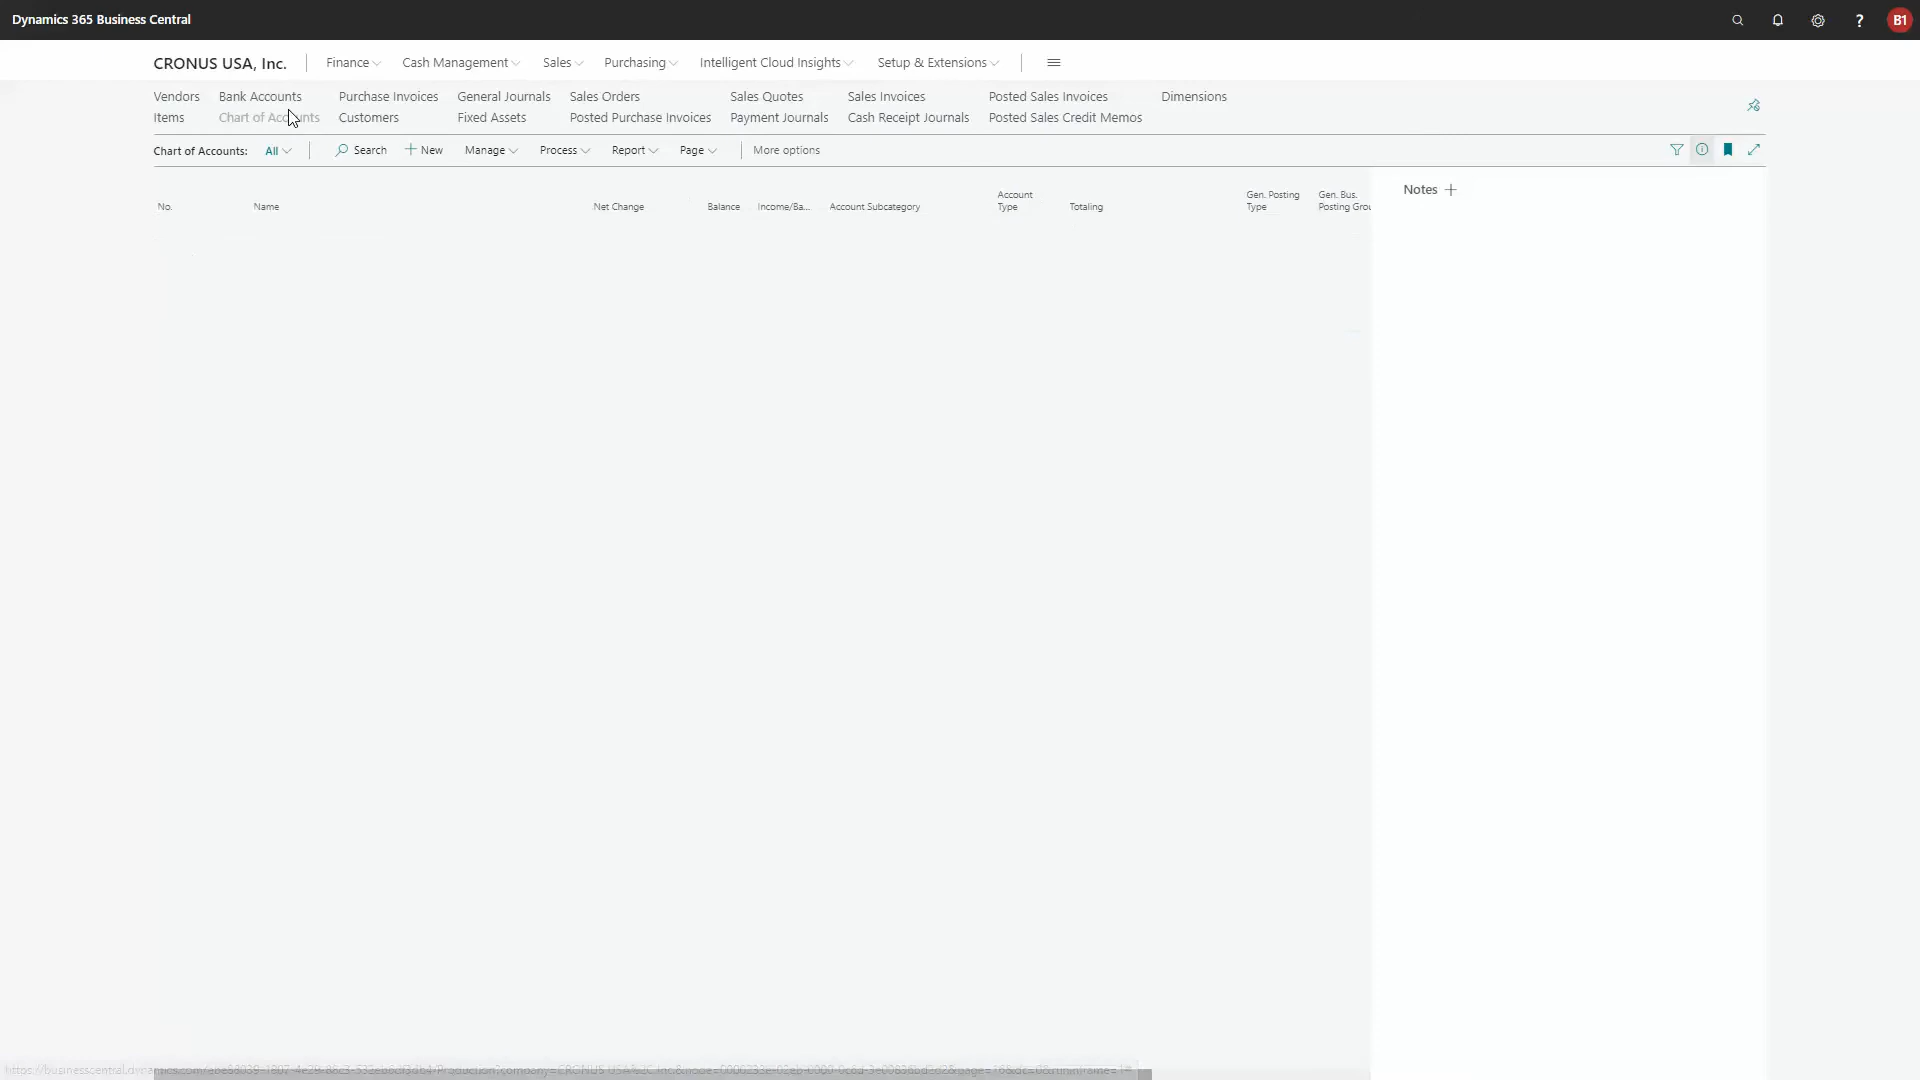 Dynamics 365 Business Central
B1
CRONUS USA, Inc. Finance Cash Management Sales Purchasing Intelligent Cloud Insights Setup & Extensions
Vendors Bank Accounts Purchase Invoices General Journals Sales Orders Sales Quotes Sales Invoices Posted Sales Invoices Dimensions
Items Chart of Accounts Customers Fixed Assets Posted Purchase Invoices Payment Journals Cash Receipt Journals Posted Sales Credit Memos
Chart of Accounts: All Search + New Manage Process Report Page More options
Notes +
No. Name Net Change Balance Income/Ba... Account Subcategory Account Type Totaling Gen. Posting Type Gen. Bus. Posting Grou